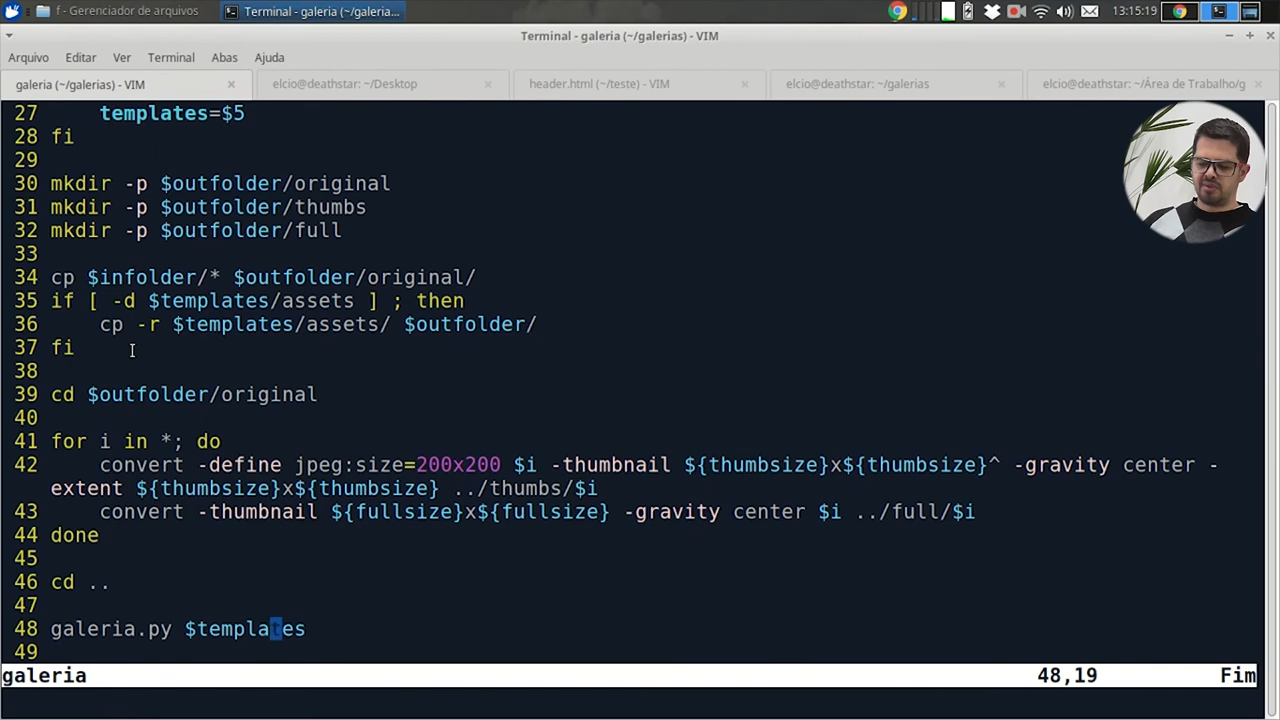 f - Gerenciador de arquivos
Terminal - galeria (~/galeria...
13:15:19
Terminal - galeria (~/galerias) - VIM
Arquivo Editar Ver Terminal Abas Ajuda
galeria (~/galerias) - VIM
elcio@deathstar: ~/Desktop
header.html (~/teste) - VIM
elcio@deathstar: ~/galerias
elcio@deathstar: ~/Área de Trabalho/g
27     templates=$5
28 fi
29
30 mkdir -p $outfolder/original
31 mkdir -p $outfolder/thumbs
32 mkdir -p $outfolder/full
33
34 cp $infolder/* $outfolder/original/
35 if [ -d $templates/assets ] ; then
36     cp -r $templates/assets/ $outfolder/
37 fi
38
39 cd $outfolder/original
40
41 for i in *; do
42     convert -define jpeg:size=200x200 $i -thumbnail ${thumbsize}x${thumbsize}^ -gravity center -
extent ${thumbsize}x${thumbsize} ../thumbs/$i
43     convert -thumbnail ${fullsize}x${fullsize} -gravity center $i ../full/$i
44 done
45
46 cd ..
47
48 galeria.py $templates
49
galeria 48,19 Fim